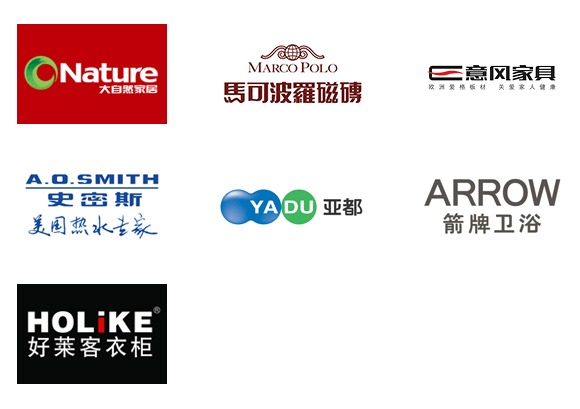 Nature
大自然家居
MARCO POLO
馬可波羅磁磚
意风家具
欧洲爱格板材 关爱家人健康
A.O.SMITH
史密斯
美国热水专家
YADU 亚都
ARROW
箭牌卫浴
HOLiKE®
好莱客衣柜